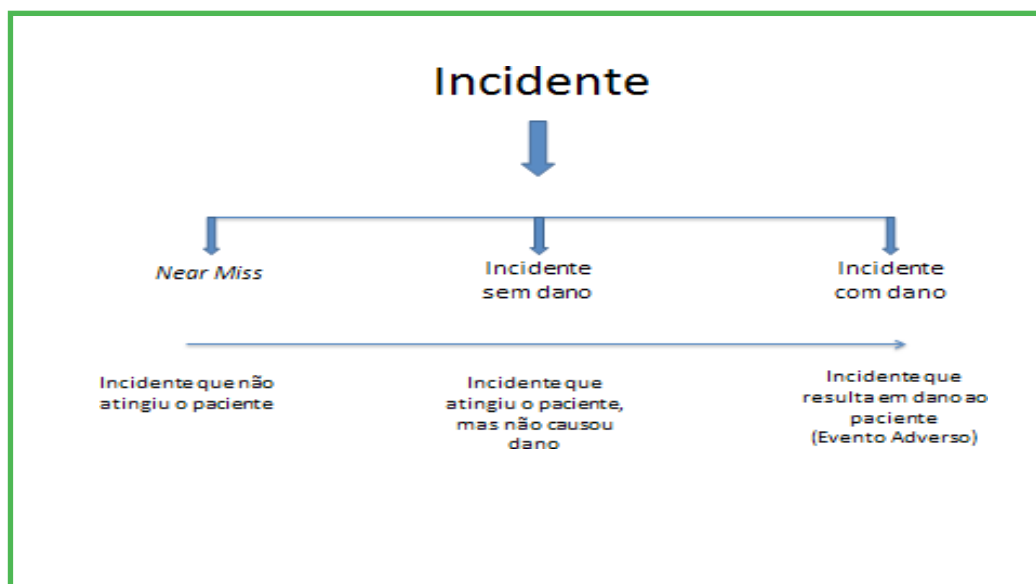 Incidente
Near Miss
Incidente
sem dano
Incidente
com dano
Incidente que não
atingiu o paciente
Incidente que
atingiu o paciente,
mas não causou
dano
Incidente que
resulta em dano ao
paciente
(Evento Adverso)